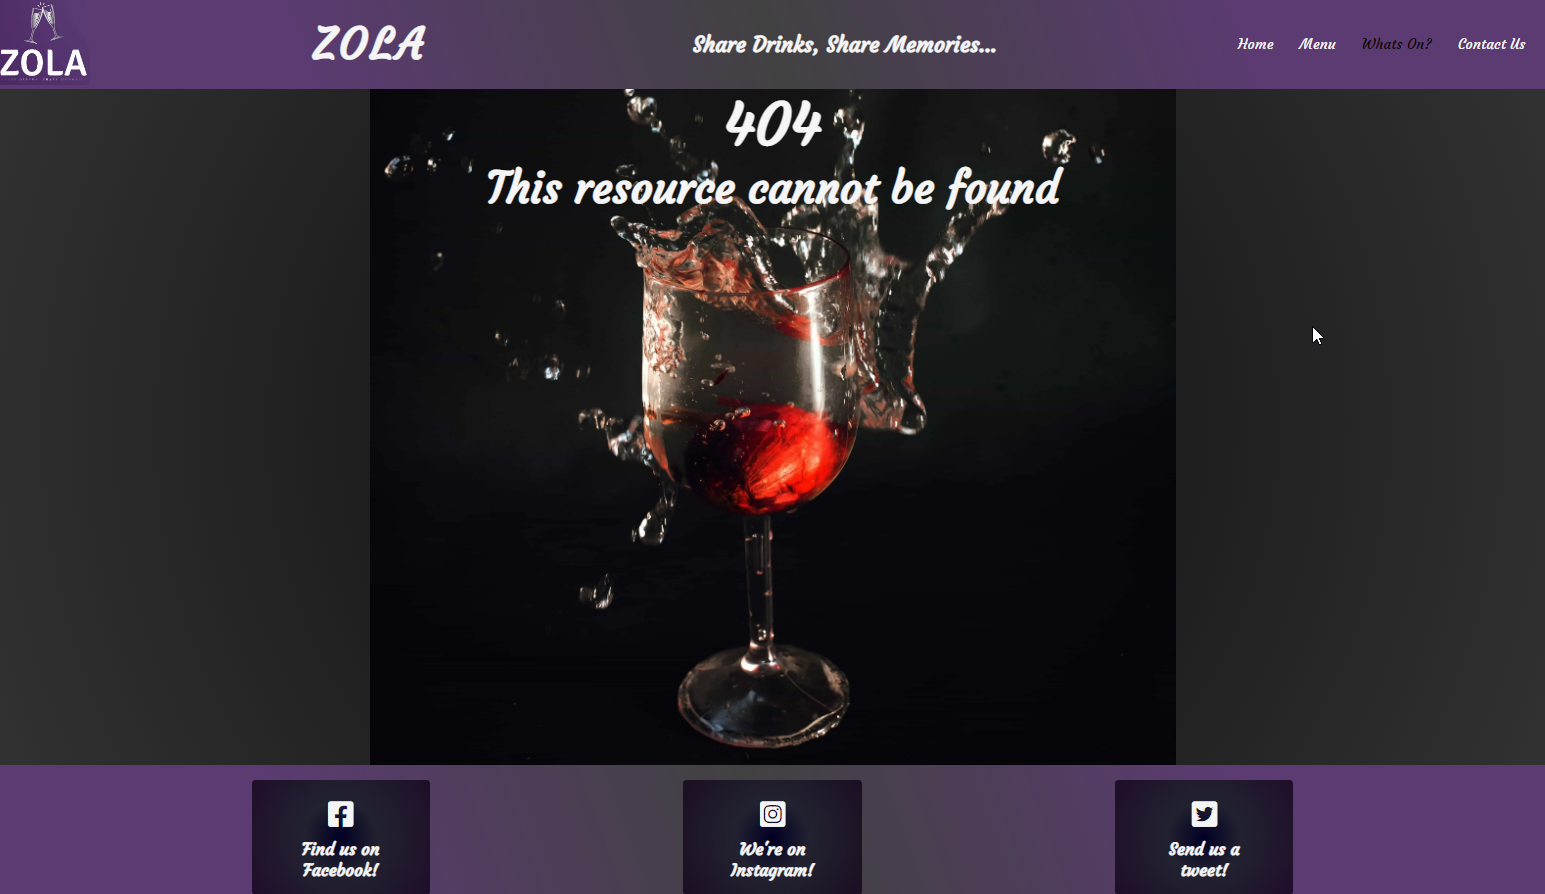 ZOLA
ZOLA
Share Drinks, Share Memories...
Home
Menu
Whats On?
Contact Us
404
This resource cannot be found
Find us on
Facebook!
We're on
Instagram!
Send us a
tweet!